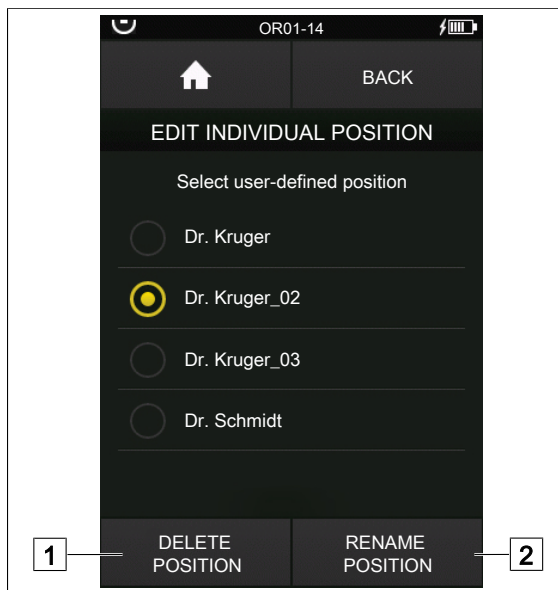 OR01-14
BACK
EDIT INDIVIDUAL POSITION
Select user-defined position
Dr. Kruger
Dr. Kruger_02
Dr. Kruger_03
Dr. Schmidt
1
DELETE
POSITION
RENAME
POSITION
2